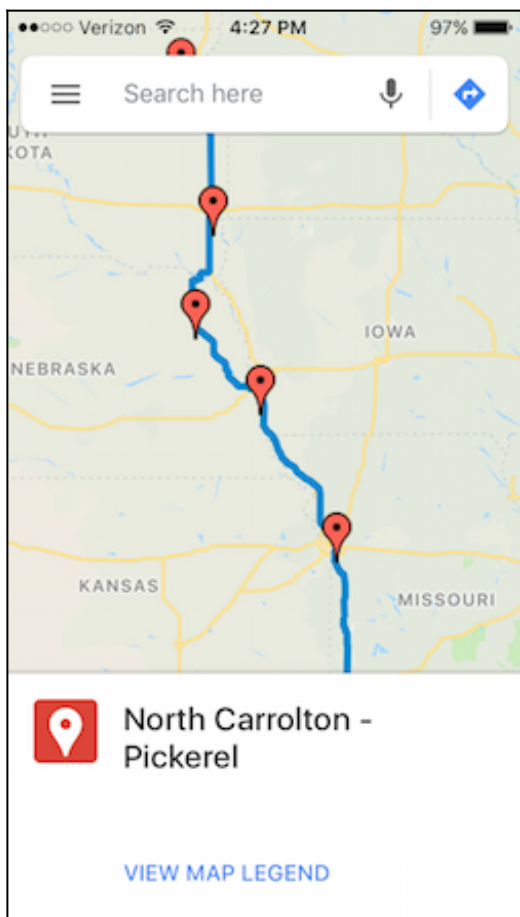 Verizon 4:27 PM 97%
Search here
KOTA
IOWA
NEBRASKA
KANSAS
MISSOURI
North Carrolton -
Pickerel
VIEW MAP LEGEND